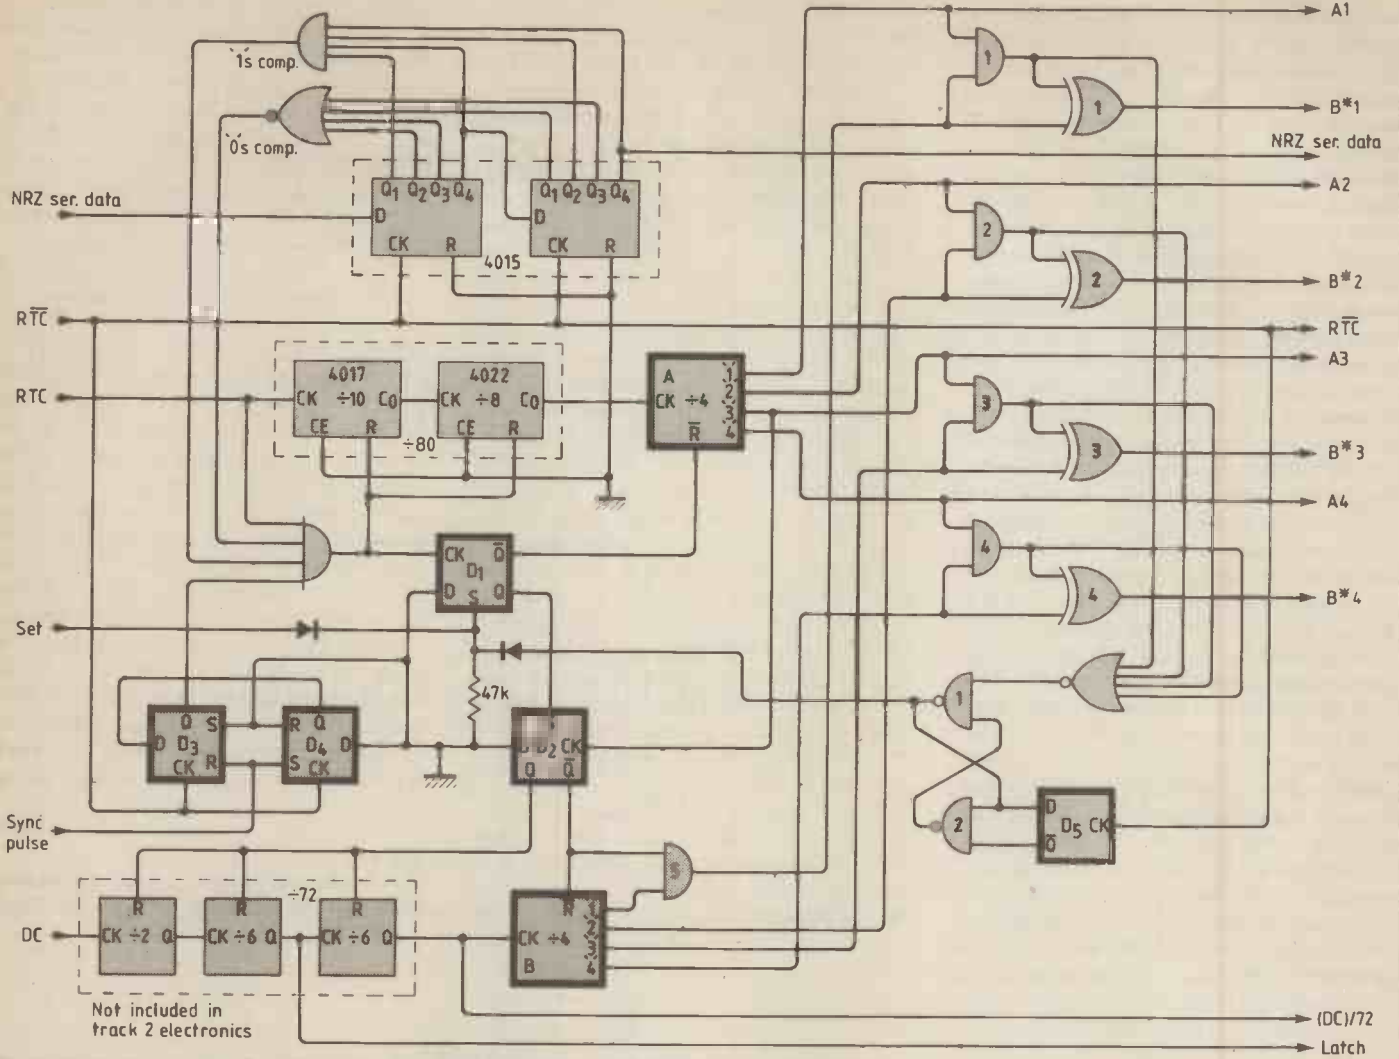 A1
1
'1's comp.
1
B*1
'0's comp.
NRZ ser. data
Q1 Q2 Q3 Q4
Q1 Q2 Q3 Q4
A2
NRZ ser. data
D
D
2
CK R
CK R
4015
2
B*2
RTC̅
RTC̅
A3
4017
4022
A
1
RTC
CK ÷10 C0
CK ÷8 C0
CK ÷4
2
3
3
CE R
÷80
CE R
R̅
4
3
B*3
A4
CK Q̅
D1
4
D S Q
4
B*4
Set
47k
1
Q S
R Q
D D3
D4 D
D2 CK
CK R
S CK
Q Q̅
D
Sync
pulse
2
D5 CK
Q̅
5
÷72
R
R
R
R
1
2
DC
CK ÷2 Q
CK ÷6 Q
CK ÷6 Q
CK ÷4
3
B
4
Not included in
track 2 electronics
(DC)/72
Latch